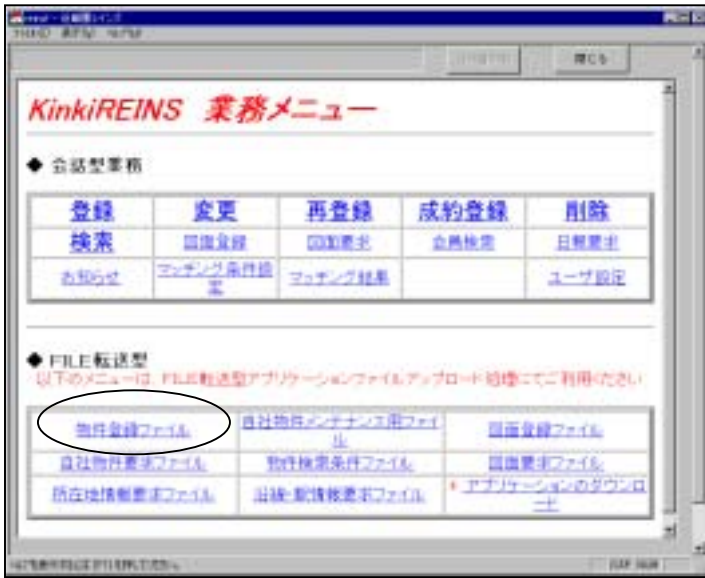 閉じる
KinkiREINS 業務メニュー
◆ 会話型業務
登録 変更 再登録 成約登録 削除
検索 図面登録 図面要求 会員検索 日報要求
お知らせ マッチング条件設定 マッチング結果 ユーザ設定
◆ FILE転送型
以下のメニューは、FILE転送型アプリケーションファイルアップロード処理にてご利用ください
物件登録ファイル 自社物件メンテナンス用ファイル 図面登録ファイル
自社物件要求ファイル 物件検索条件ファイル 図面要求ファイル
所在地情報要求ファイル 沿線・駅情報要求ファイル * アプリケーションのダウンロード